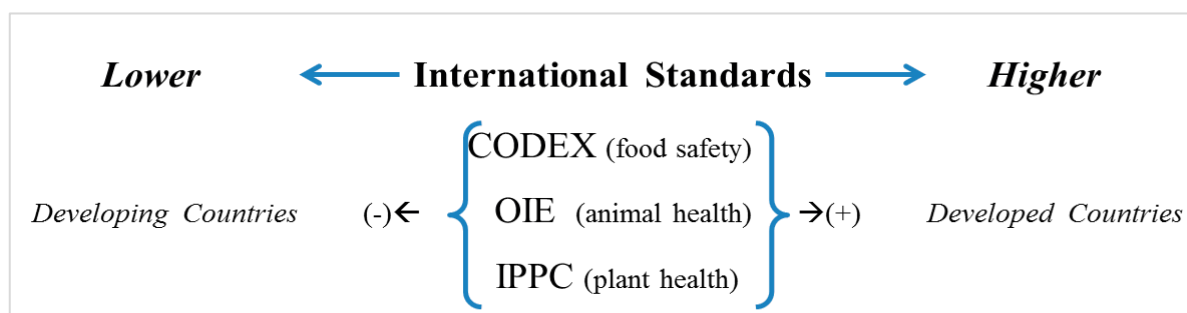 Lower ← International Standards → Higher
CODEX (food safety)
Developing Countries (-)← OIE (animal health) →(+) Developed Countries
IPPC (plant health)